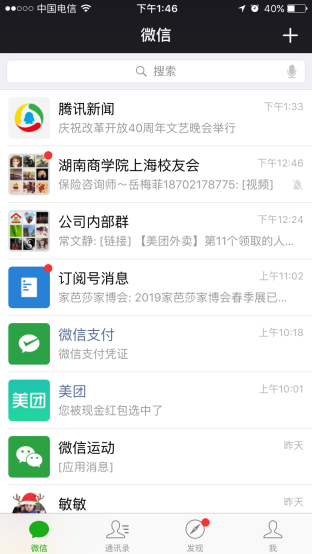 中国电信 下午1:46 40%
微信
搜索
腾讯新闻 下午1:33
庆祝改革开放40周年文艺晚会举行
湖南商学院上海校友会 下午12:46
保险咨询师～岳梅菲18702178775: [视频]
公司内部群 下午12:24
常文静: [链接] 【美团外卖】第11个领取的人...
订阅号消息 上午11:02
家芭莎家博会: 2019家芭莎家博会春季展已...
微信支付 上午10:18
微信支付凭证
美团 美团 上午10:01
您被现金红包选中了
微信运动 昨天
[应用消息]
敏敏 昨天
微信 通讯录 发现 我